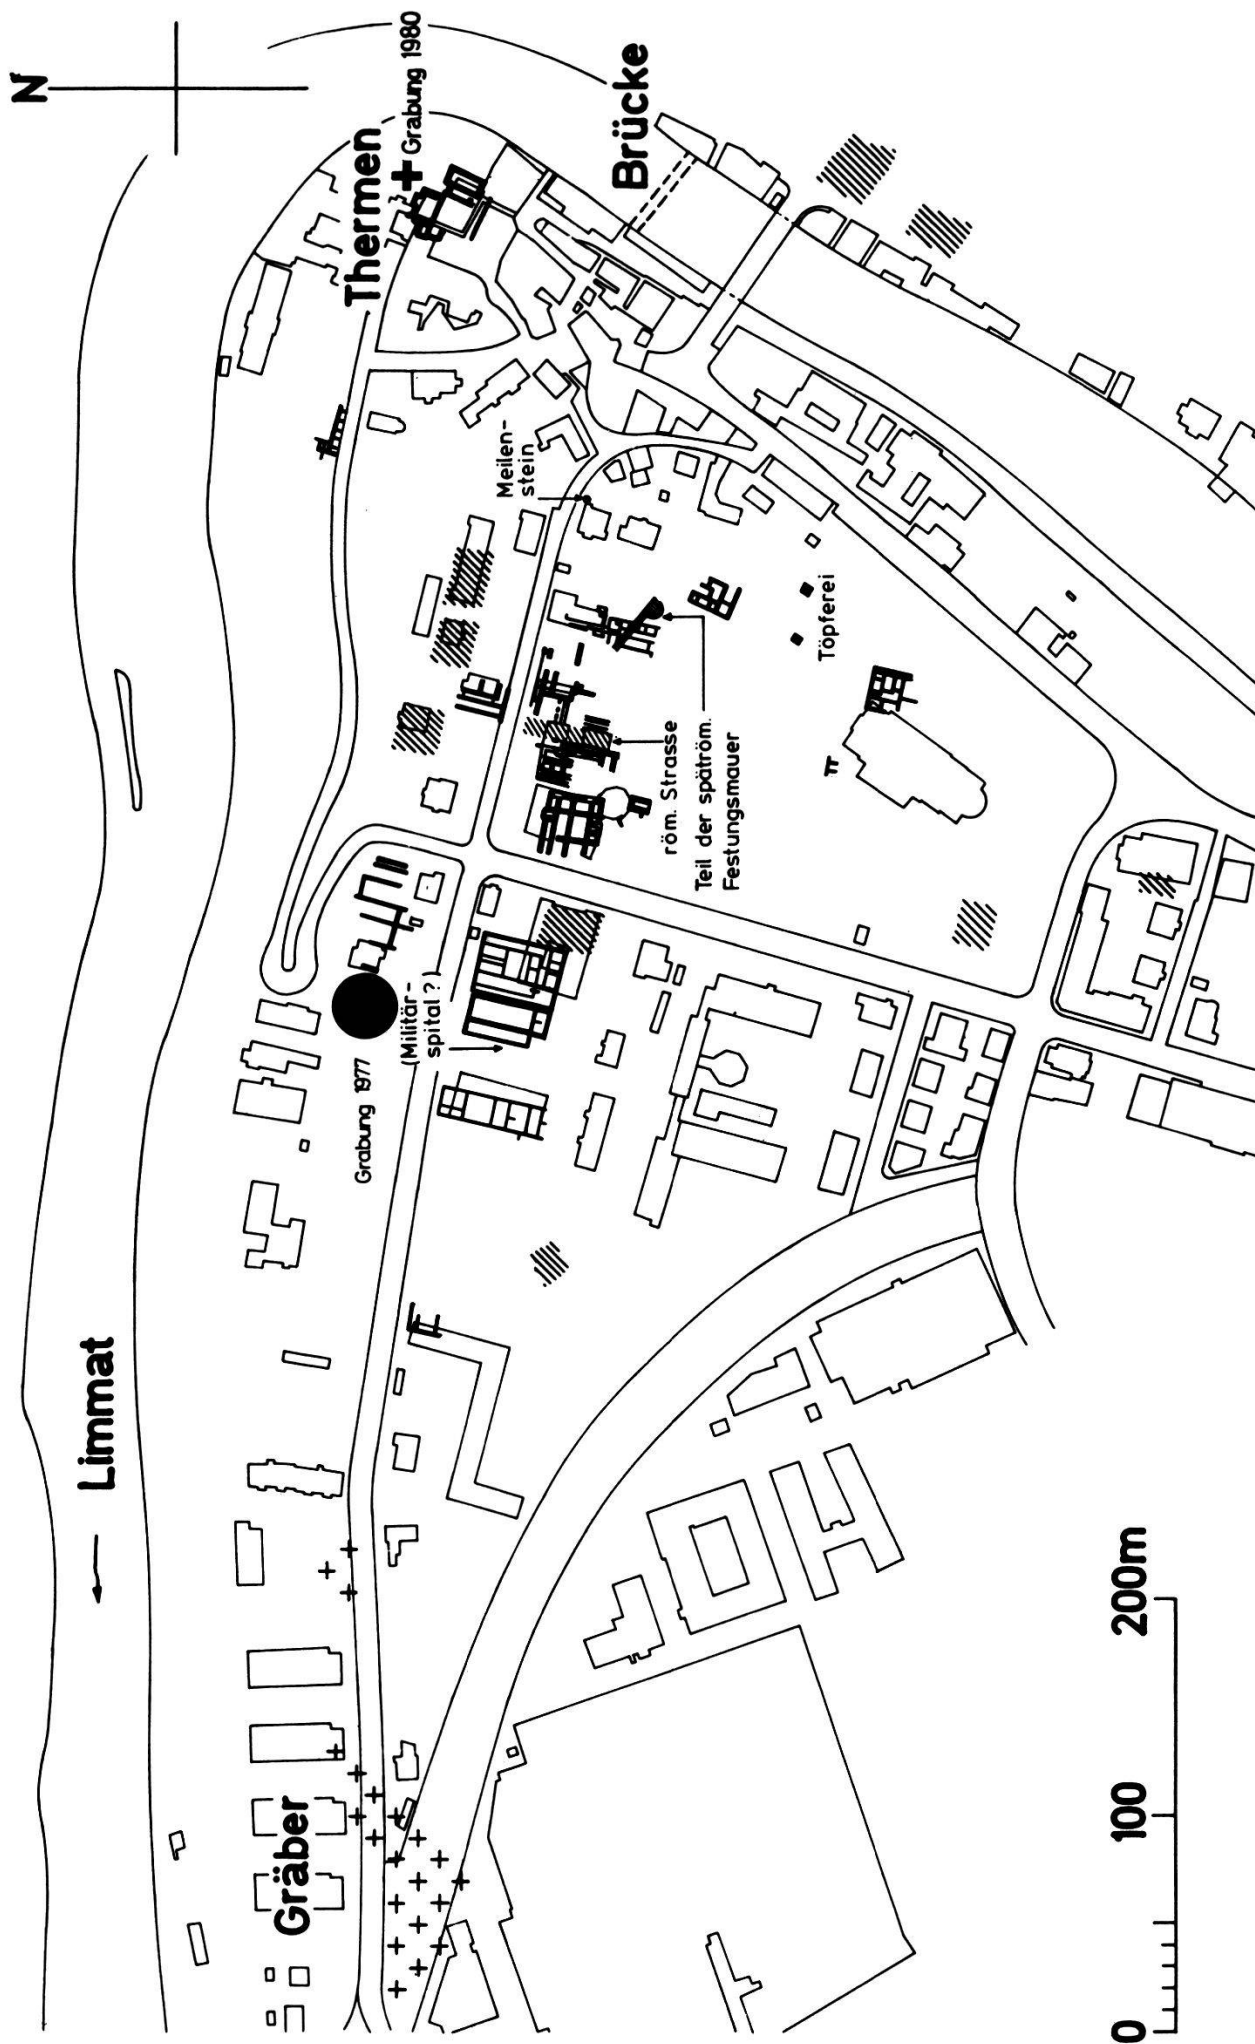 N
Limmat
Gräber
Thermen
Grabung 1980
Brücke
Meilen-
stein
Grabung 1977
(Militär-
spital ?)
röm. Strasse
Teil der spätröm.
Festungsmauer
Töpferei
0
100
200m